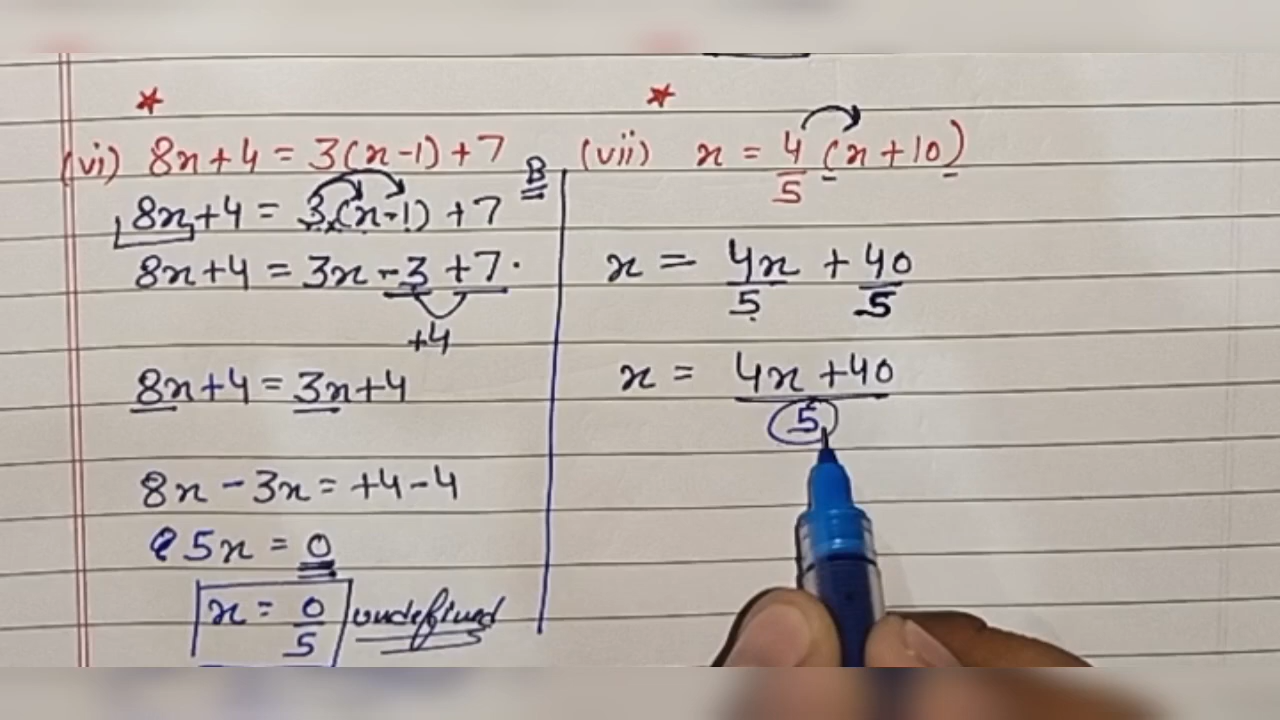 (vi) 8x+4 = 3(x-1)+7
8x+4 = 3(x-1)+7
B
8x+4 = 3x-3+7.
+4
8x+4 = 3x+4
8x-3x = +4-4
5x = 0
x = 0/5 undefined
(vii) x = 4/5 (x+10)
x = 4x/5 + 40/5
x = 4x+40/5